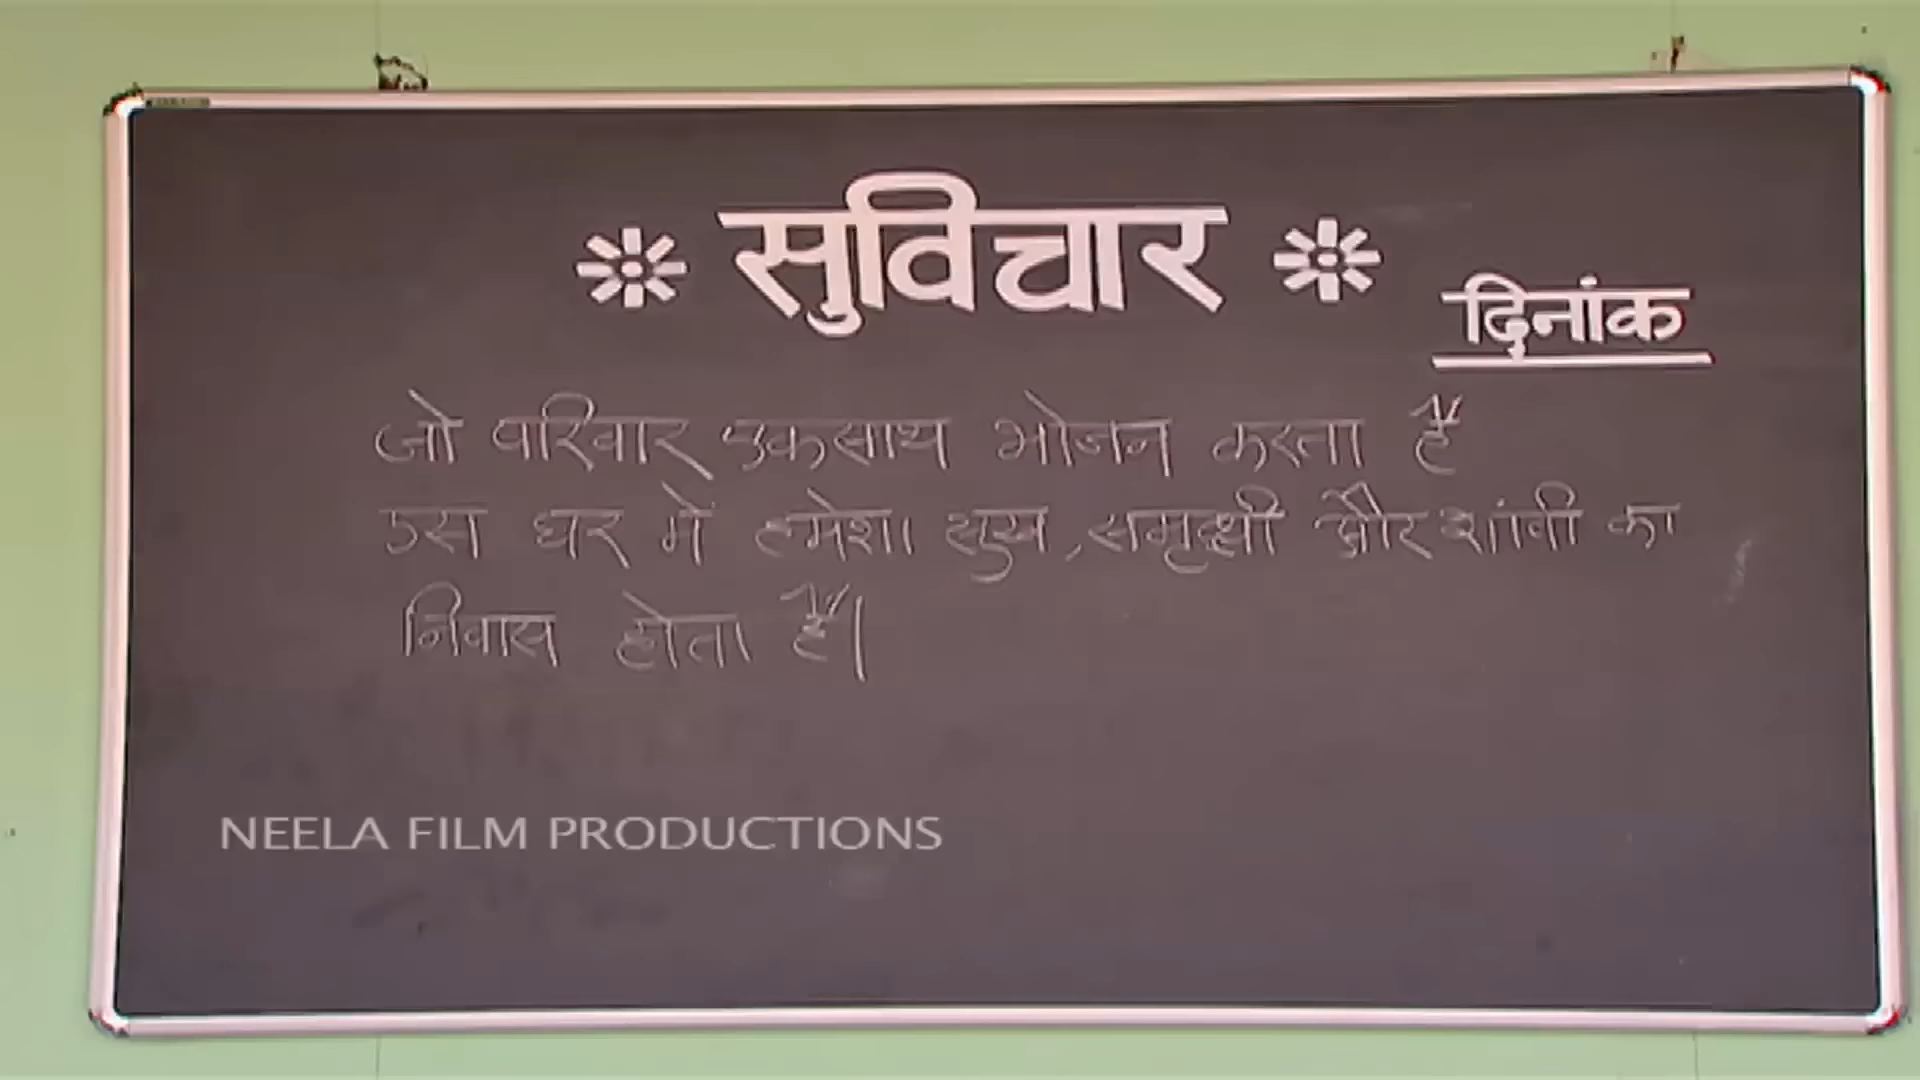 सुविचार
दिनांक
जो परिवार एकसाथ भोजन करता हैं
उस घर में हमेशा सुख, समृद्धी और शांती का
निवास होता हैं।
NEELA FILM PRODUCTIONS